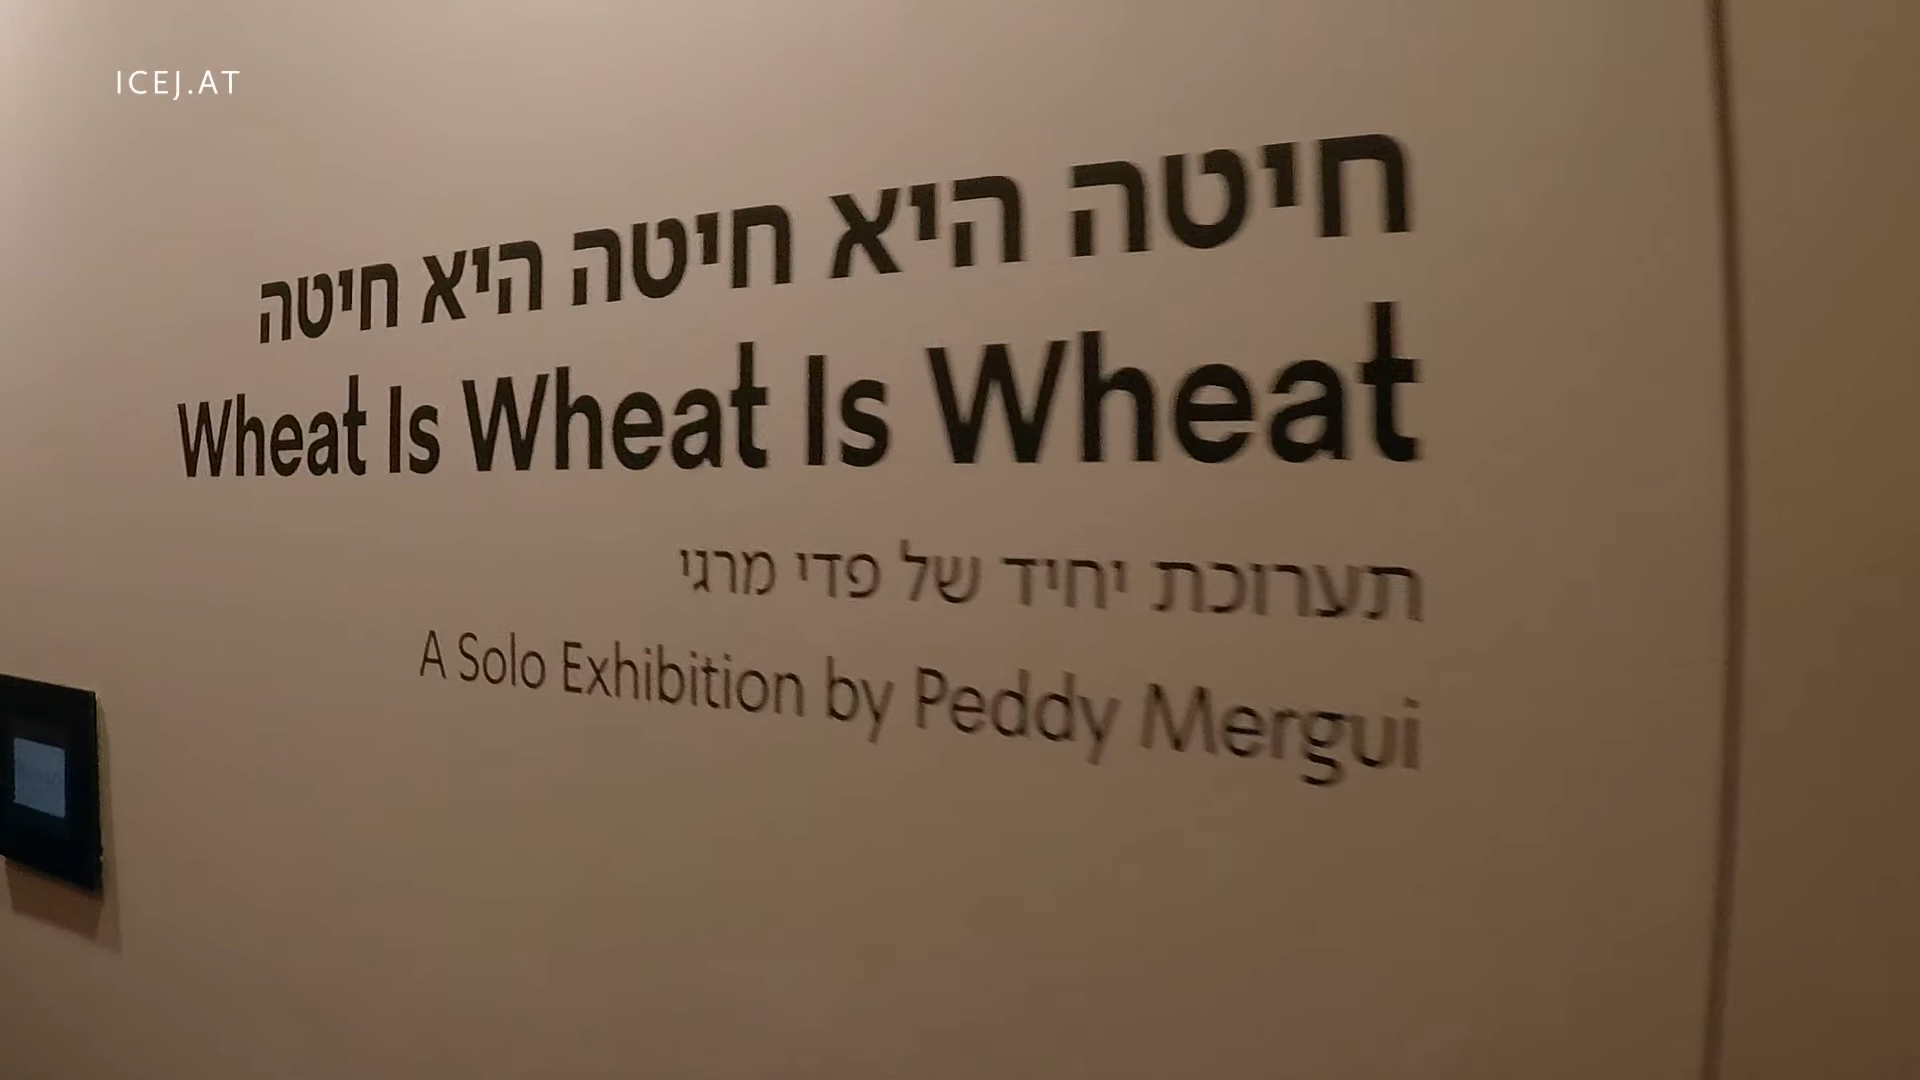 ICEJ.AT
חיטה היא חיטה היא חיטה
Wheat Is Wheat Is Wheat
תערוכת יחיד של פדי מרגי
A Solo Exhibition by Peddy Mergui